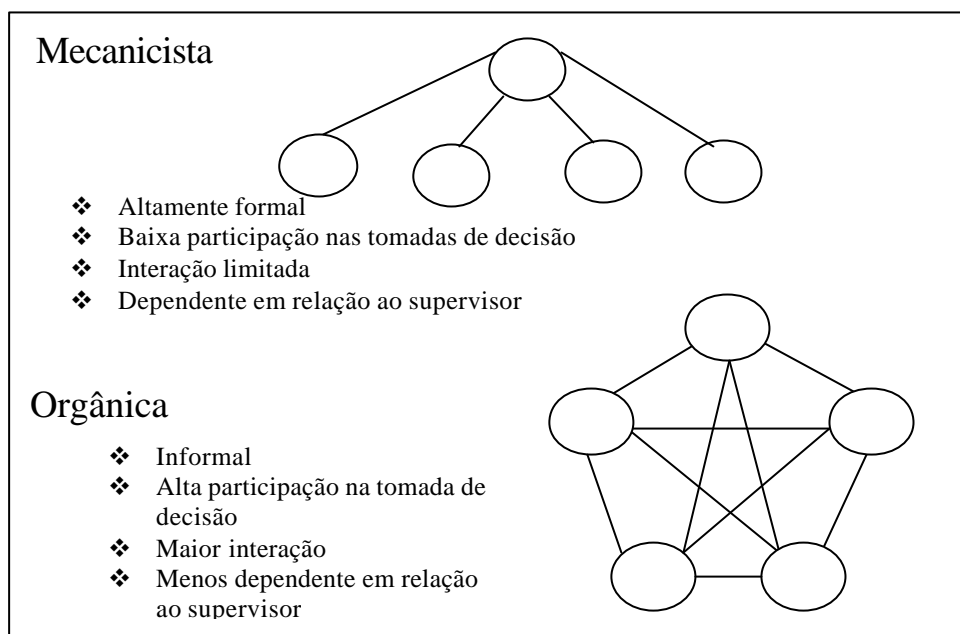 Mecanicista
❖ Altamente formal
❖ Baixa participação nas tomadas de decisão
❖ Interação limitada
❖ Dependente em relação ao supervisor
Orgânica
❖ Informal
❖ Alta participação na tomada de
decisão
❖ Maior interação
❖ Menos dependente em relação
ao supervisor